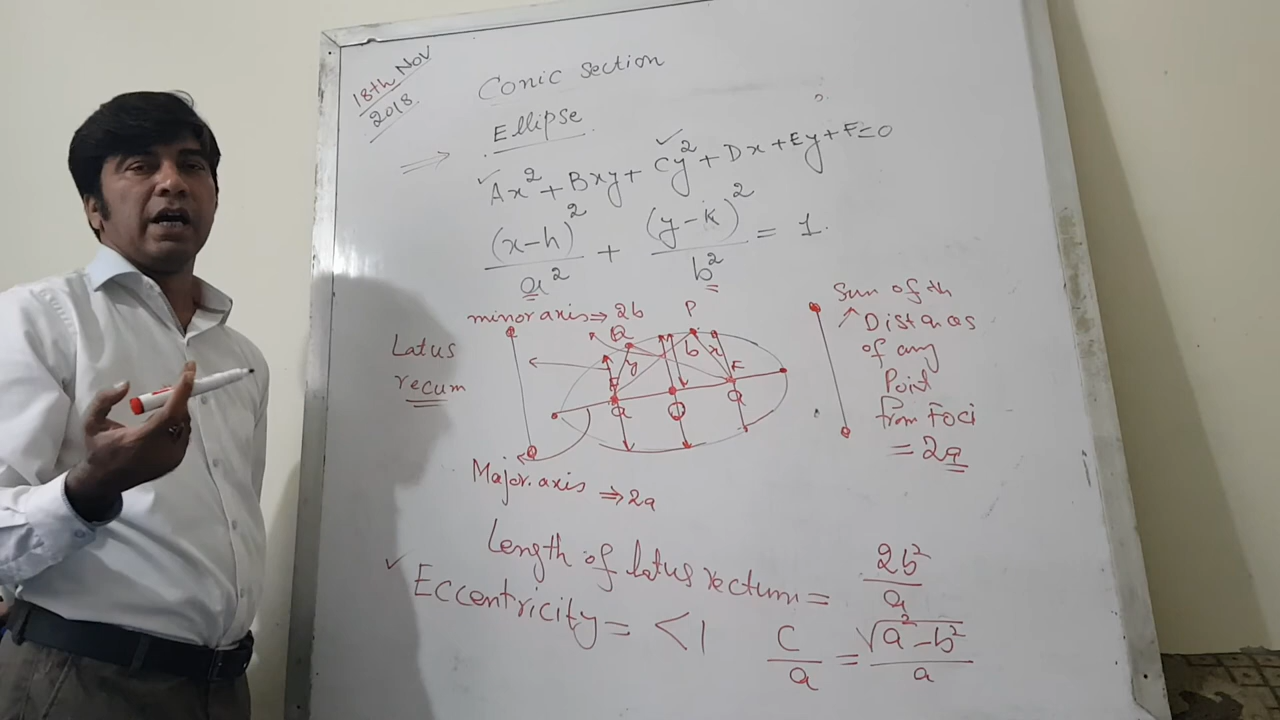 18th Nov
2018.
Conic section
Ellipse
⇒ Ax² + Bxy + Cy² + Dx + Ey + F = 0
(x-h)²/a² + (y-k)²/b² = 1.
minor axis ⇒ 2b
Latus
recum
Q
P
b
x
y
F
F
a
a
Major axis ⇒ 2a
Sum of th
^ Distances
of any
Point
from Foci
= 2a
Length of latus rectum = 2b²/a
✓ Eccentricity = <1 c/a = √a²-b²/a